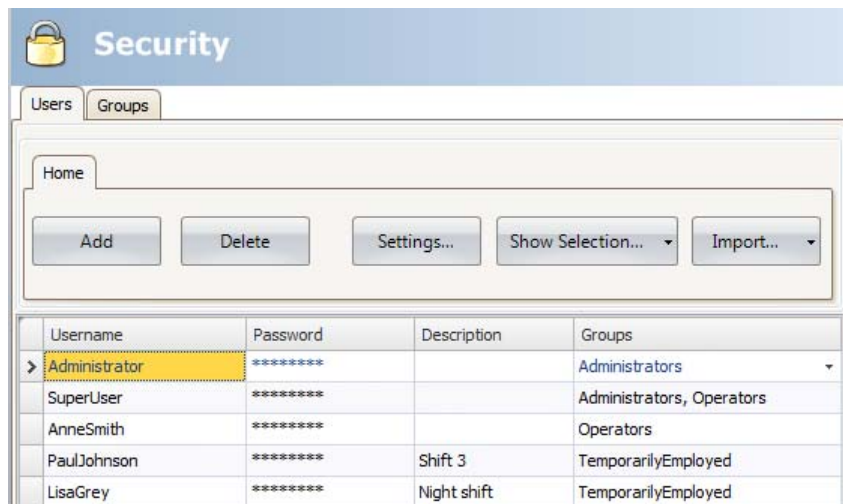 Security
Users Groups
Home
Add Delete Settings... Show Selection... Import...
Username Password Description Groups
Administrator ******** Administrators
SuperUser ******** Administrators, Operators
AnneSmith ******** Operators
PaulJohnson ******** Shift 3 TemporarilyEmployed
LisaGrey ******** Night shift TemporarilyEmployed